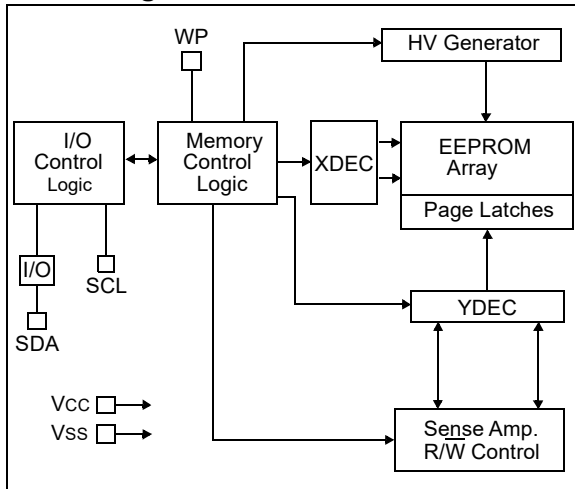 WP
HV Generator
I/O
Control
Logic
Memory
Control
Logic
XDEC
EEPROM
Array
Page Latches
I/O
SCL
SDA
YDEC
VCC
VSS
Sense Amp.
R/W̅ Control